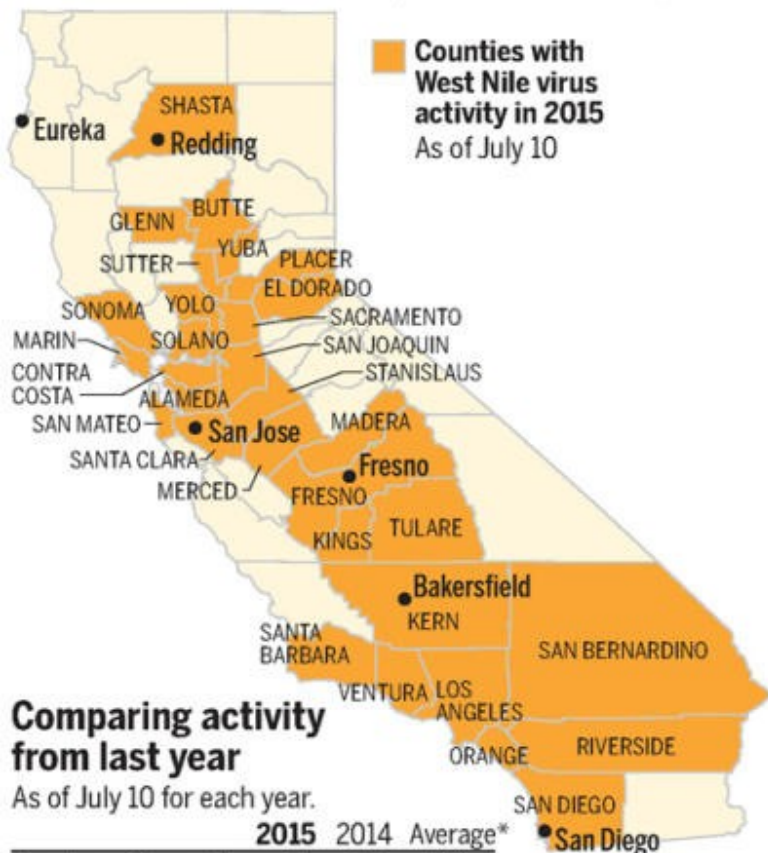 Counties with
West Nile virus
activity in 2015
As of July 10
SHASTA
Eureka
Redding
BUTTE
GLENN
YUBA
SUTTER
PLACER
EL DORADO
SONOMA
YOLO
SACRAMENTO
MARIN
SOLANO
SAN JOAQUIN
CONTRA
COSTA
STANISLAUS
ALAMEDA
SAN MATEO
San Jose
MADERA
SANTA CLARA
Fresno
MERCED
FRESNO
KINGS
TULARE
Bakersfield
KERN
SANTA
BARBARA
SAN BERNARDINO
VENTURA
LOS
ANGELES
ORANGE
RIVERSIDE
SAN DIEGO
San Diego
Comparing activity
from last year
As of July 10 for each year.
2015 2014 Average*